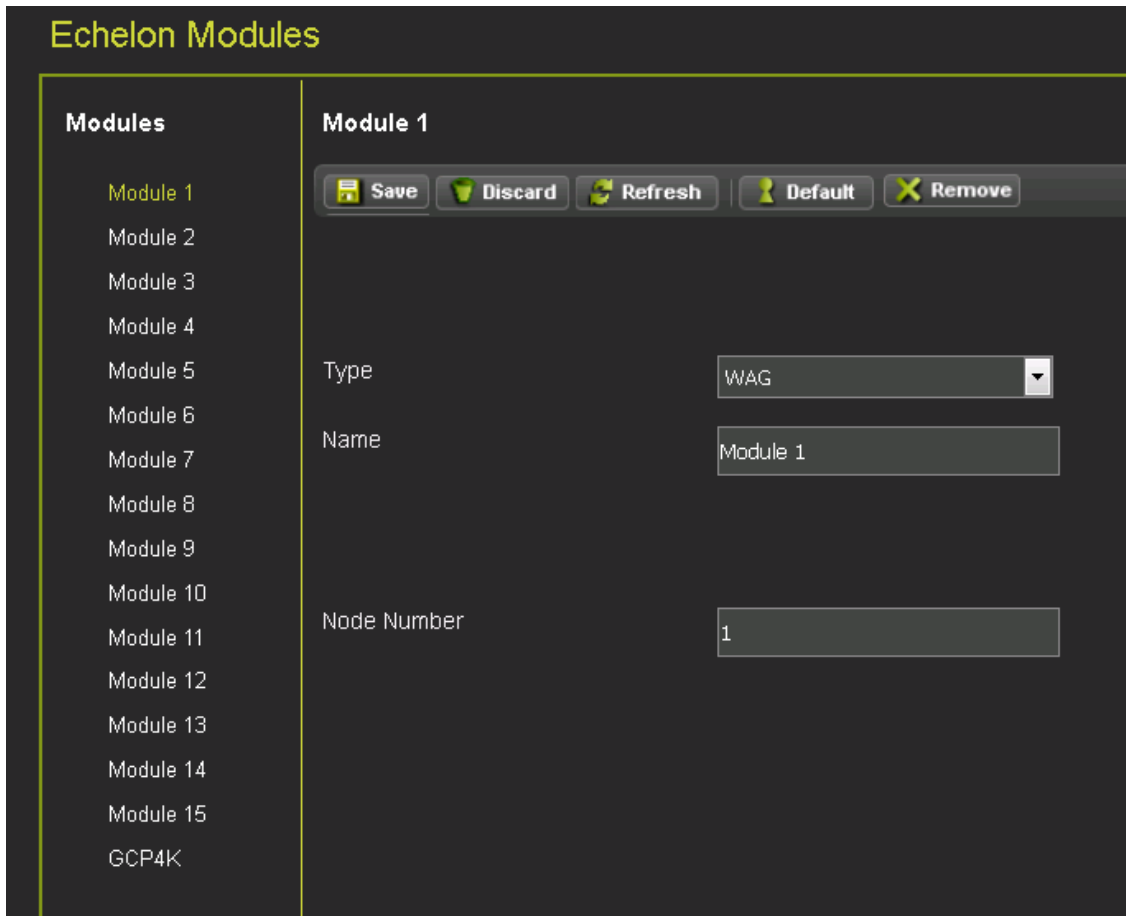 Echelon Modules
Modules
Module 1
Module 2
Module 3
Module 4
Module 5
Module 6
Module 7
Module 8
Module 9
Module 10
Module 11
Module 12
Module 13
Module 14
Module 15
GCP4K
Module 1
Save Discard Refresh Default Remove
Type WAG
Name Module 1
Node Number 1